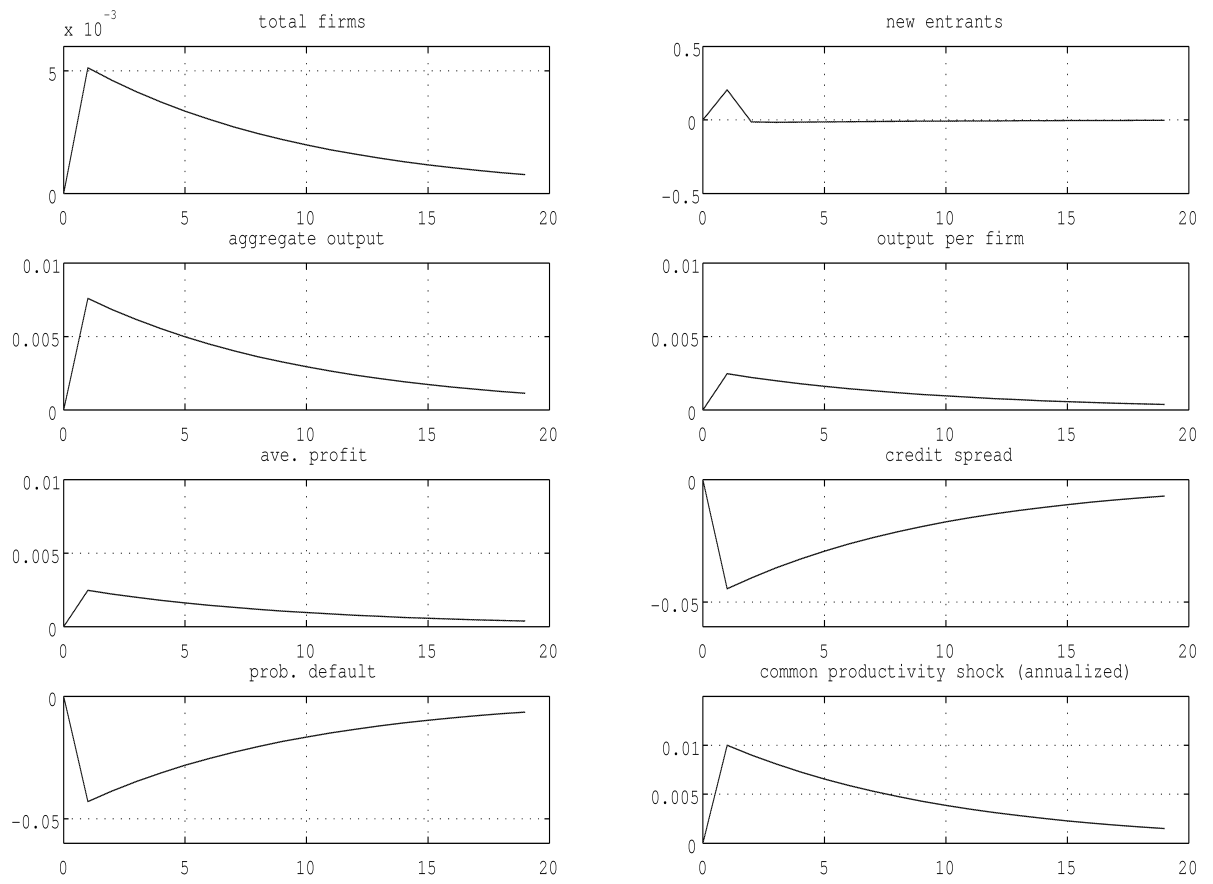 x 10^-3 total firms
5
0
0 5 10 15 20
new entrants
0.5
0
-0.5
0 5 10 15 20
aggregate output
0.01
0.005
0
0 5 10 15 20
output per firm
0.01
0.005
0
0 5 10 15 20
ave. profit
0.01
0.005
0
0 5 10 15 20
credit spread
0
-0.05
0 5 10 15 20
prob. default
0
-0.05
0 5 10 15 20
common productivity shock (annualized)
0.01
0.005
0
0 5 10 15 20